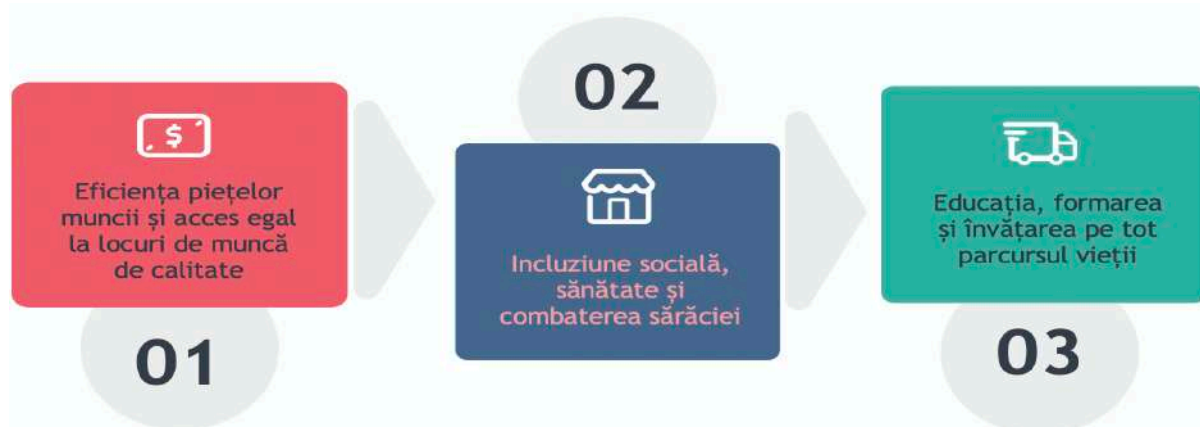 Eficiența piețelor
muncii și acces egal
la locuri de muncă
de calitate
01
02
Incluziune socială,
sănătate și
combaterea sărăciei
Educația, formarea
și învățarea pe tot
parcursul vieții
03